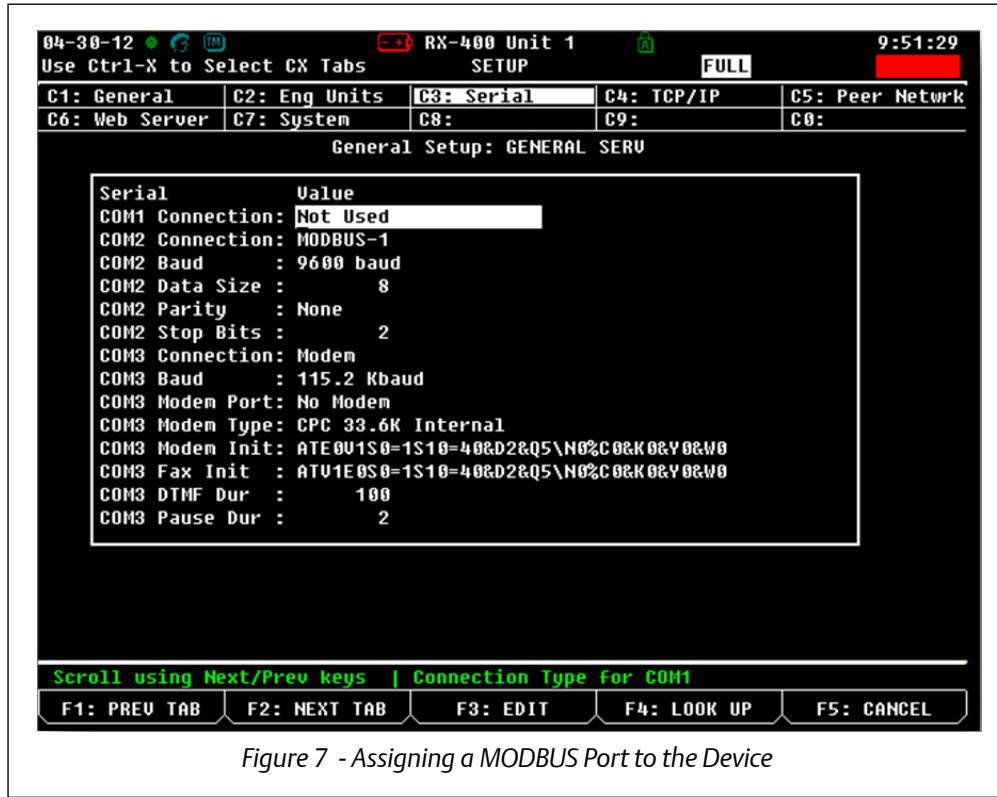 04-30-12 TM - + RX-400 Unit 1 A 9:51:29
Use Ctrl-X to Select CX Tabs SETUP FULL
C1: General C2: Eng Units C3: Serial C4: TCP/IP C5: Peer Netwrk
C6: Web Server C7: System C8: C9: C0:
General Setup: GENERAL SERV
Serial Value
COM1 Connection: Not Used
COM2 Connection: MODBUS-1
COM2 Baud : 9600 baud
COM2 Data Size : 8
COM2 Parity : None
COM2 Stop Bits : 2
COM3 Connection: Modem
COM3 Baud : 115.2 Kbaud
COM3 Modem Port: No Modem
COM3 Modem Type: CPC 33.6K Internal
COM3 Modem Init: ATE0V1S0=1S10=40&D2&Q5\N0%C0&K0&Y0&W0
COM3 Fax Init : ATV1E0S0=1S10=40&D2&Q5\N0%C0&K0&Y0&W0
COM3 DTMF Dur : 100
COM3 Pause Dur : 2
Scroll using Next/Prev keys | Connection Type for COM1
F1: PREV TAB F2: NEXT TAB F3: EDIT F4: LOOK UP F5: CANCEL
Figure 7 - Assigning a MODBUS Port to the Device